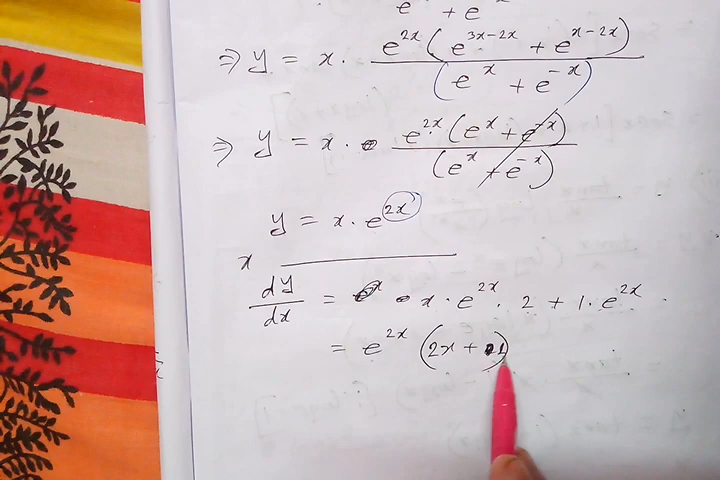 e + e^x
⇒ y = x · e^2x (e^3x-2x + e^x-2x) / (e^x + e^-x)
⇒ y = x · e^2x (e^x + e^-x) / (e^x + e^-x)
y = x · e^2x
x
dy/dx = x · e^2x · 2 + 1 · e^2x ·
= e^2x (2x + 1)